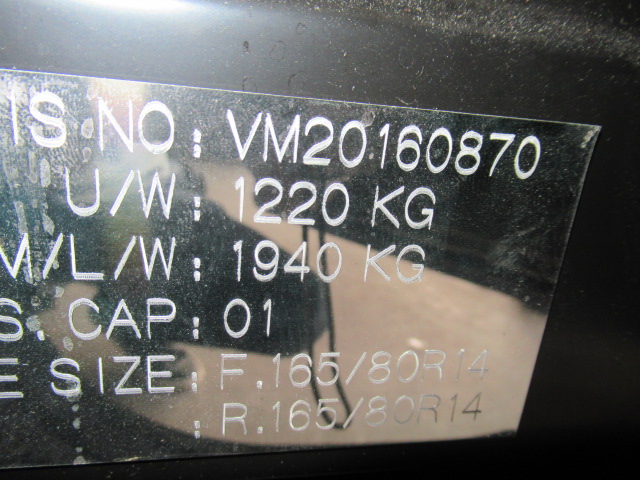 IS.NO: VM20160870
U/W: 1220 KG
M/L/W: 1940 KG
S. CAP: 01
E SIZE: F.165/80R14
: R.165/80R14